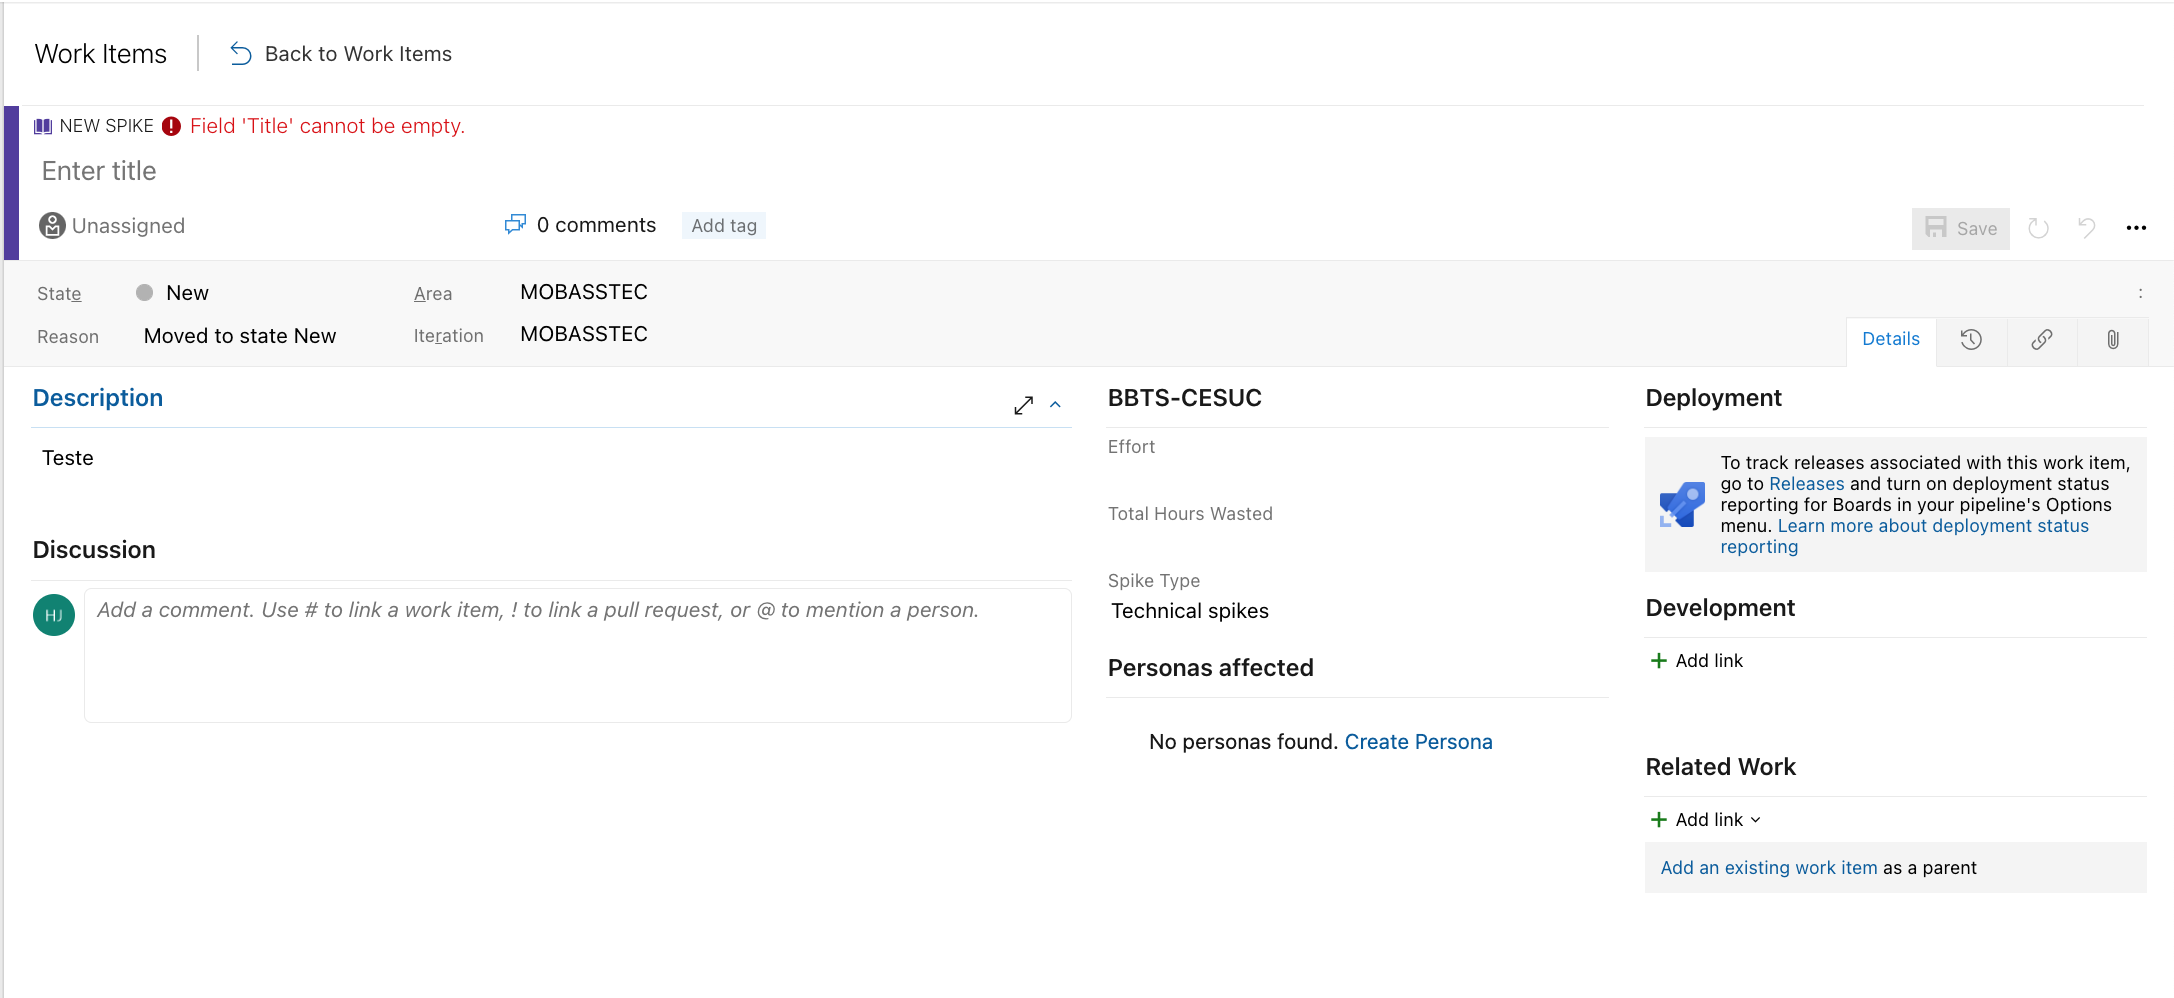 Work Items
Back to Work Items
NEW SPIKE
Field 'Title' cannot be empty.
Enter title
Unassigned
0 comments
Add tag
Save
State
New
Area
MOBASSTEC
Reason
Moved to state New
Iteration
MOBASSTEC
Details
Description
Teste
Discussion
HJ
Add a comment. Use # to link a work item, ! to link a pull request, or @ to mention a person.
BBTS-CESUC
Effort
Total Hours Wasted
Spike Type
Technical spikes
Personas affected
No personas found. Create Persona
Deployment
To track releases associated with this work item,
go to Releases and turn on deployment status
reporting for Boards in your pipeline's Options
menu. Learn more about deployment status
reporting
Development
Add link
Related Work
Add link
Add an existing work item as a parent